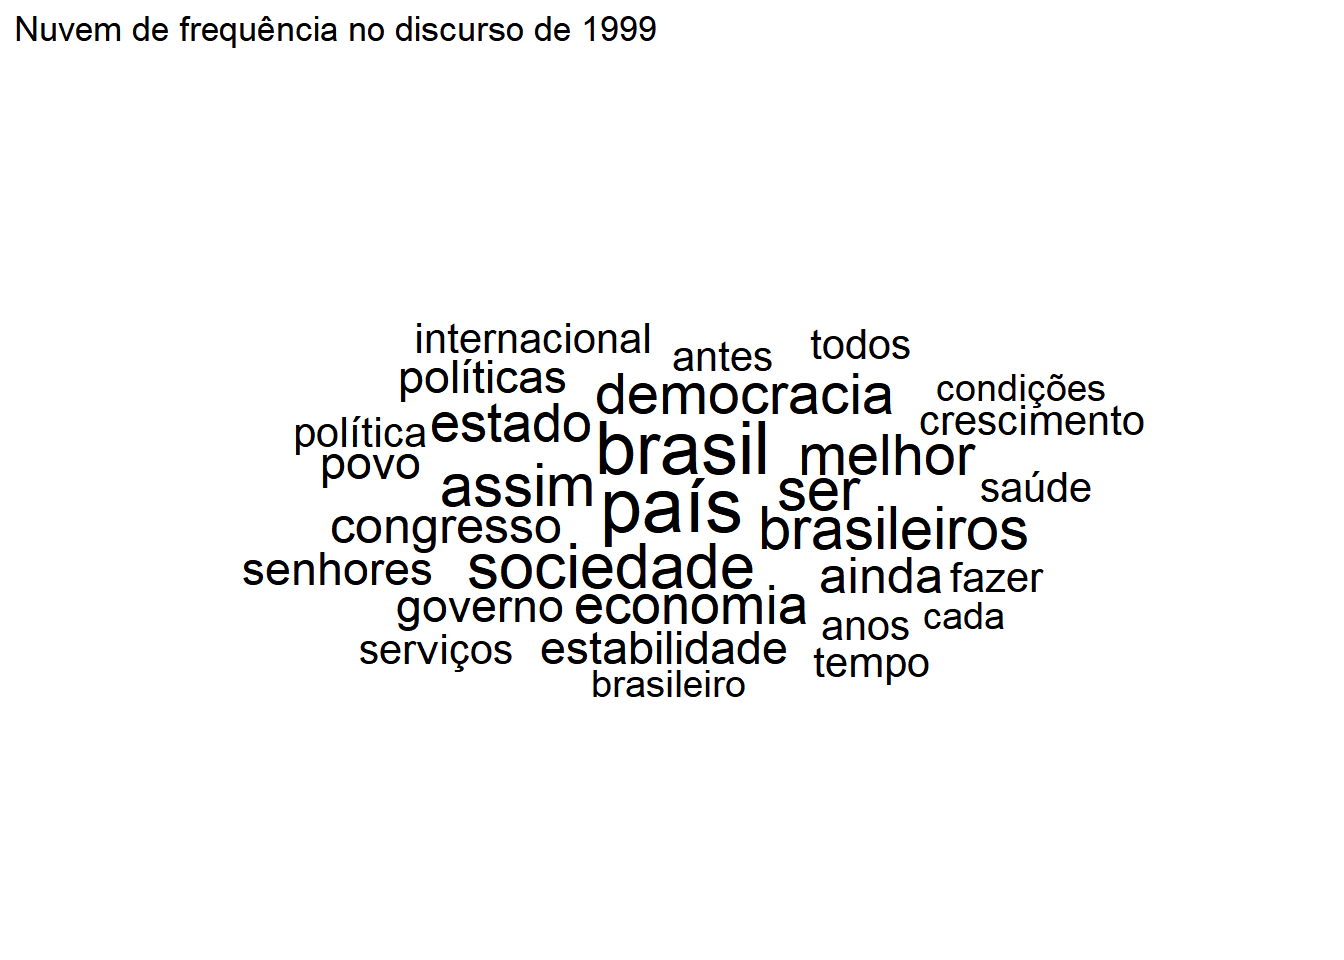 Nuvem de frequência no discurso de 1999
internacional antes todos
políticas democracia condições
política estado brasil melhor crescimento
povo assim país ser saúde
congresso brasileiros
senhores sociedade ainda fazer
governo economia anos cada
serviços estabilidade tempo
brasileiro